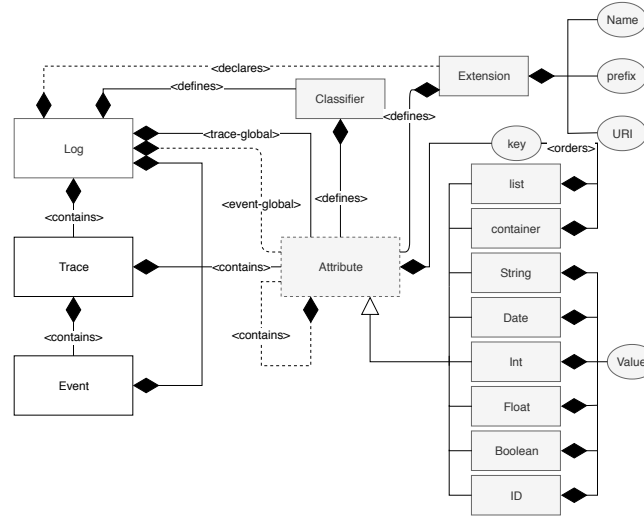 Name
<declares>
Extension
prefix
<defines>
Classifier
<defines>
URI
<trace-global>
Log
key
<orders>
list
<defines>
<event-global>
<contains>
container
Trace
<contains>
Attribute
String
Date
<contains>
<contains>
Int
Value
Event
Float
Boolean
ID